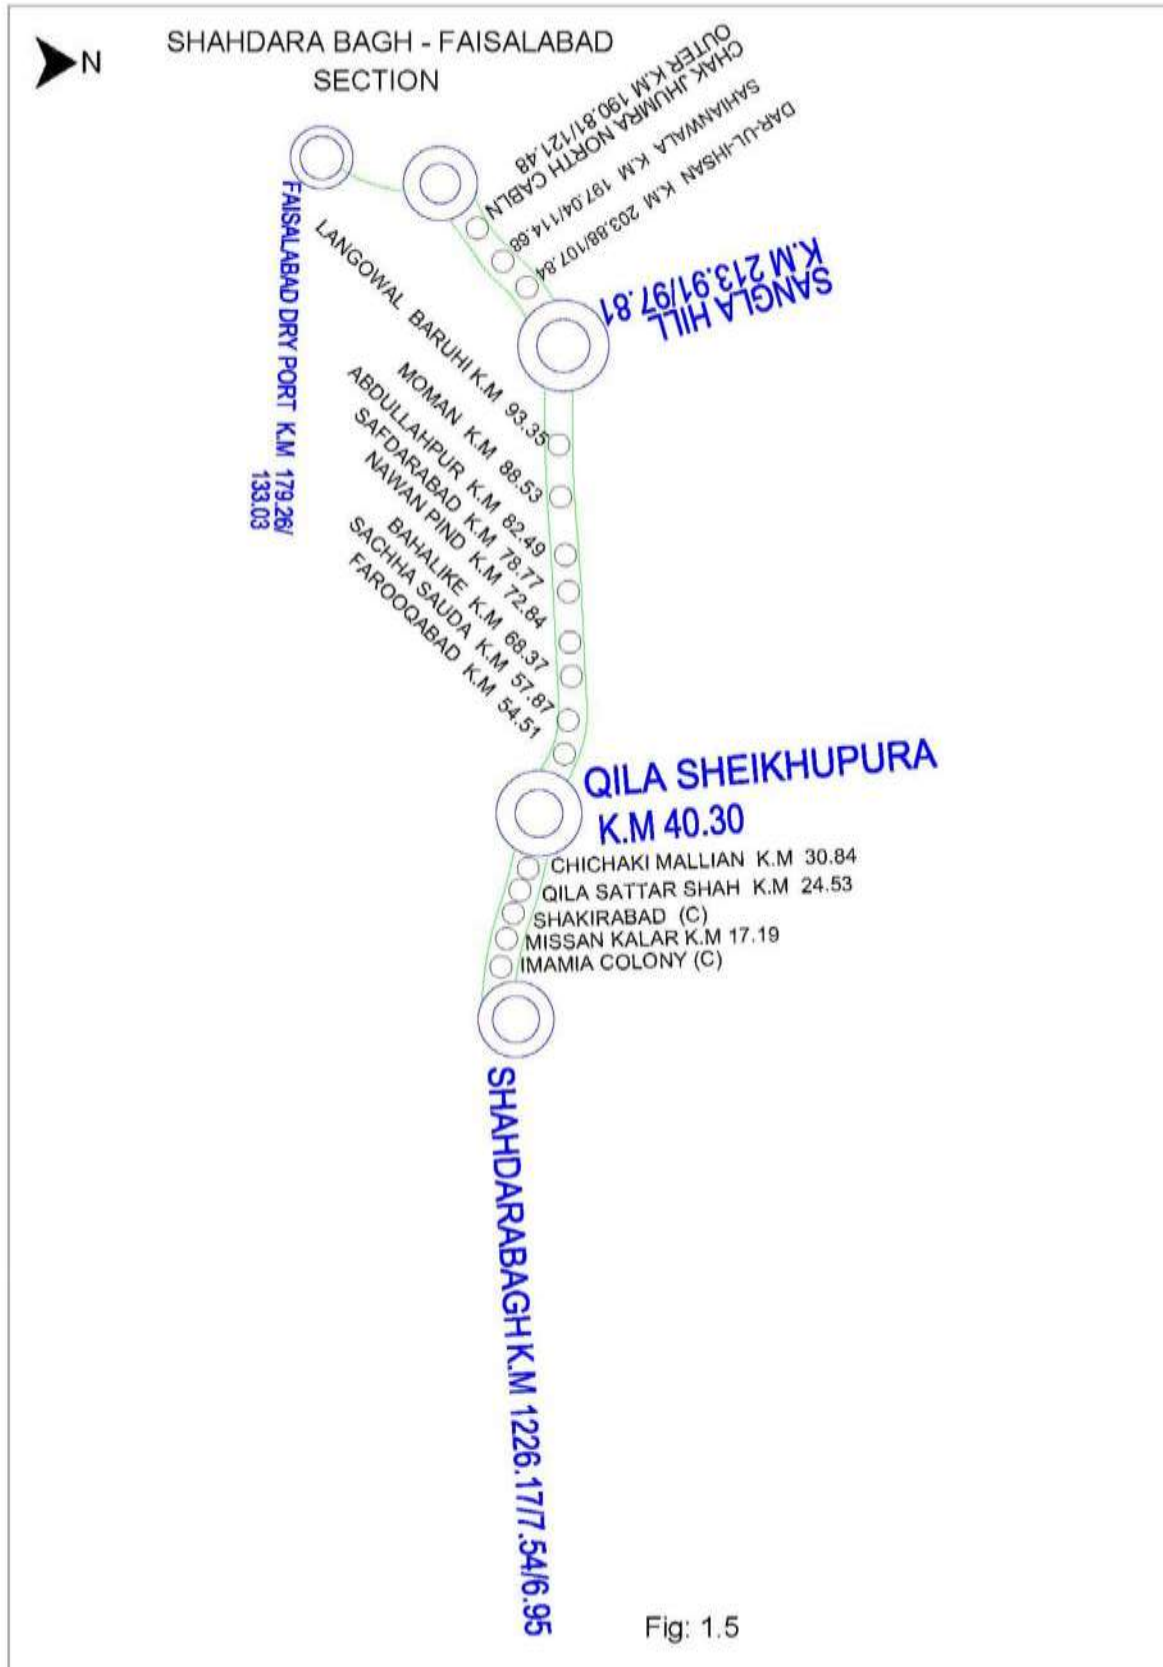 N
SHAHDARA BAGH - FAISALABAD
SECTION
OUTER K.M 190.81/121.48
CHAK JHUMRA NORTH CABLN
SAHIANWALA K.M 197.04/114.68
DAR-UL-IHSAN K.M 203.88/107.84
SANGLA HILL
K.M 213.91/97.81
FAISALABAD DRY PORT K.M 179.26/
133.03
LANGOWAL BARUHI K.M 93.35
MOMAN K.M 88.53
ABDULLAHPUR K.M 82.49
SAFDARABAD K.M 78.77
NAWAN PIND K.M 72.84
BAHALIKE K.M 68.37
SACHHA SAUDA K.M 57.87
FAROOQABAD K.M 54.51
QILA SHEIKHUPURA
K.M 40.30
CHICHAKI MALLIAN K.M 30.84
QILA SATTAR SHAH K.M 24.53
SHAKIRABAD (C)
MISSAN KALAR K.M 17.19
IMAMIA COLONY (C)
SHAHDARABAGH K.M 1226.17/7.54/6.95
Fig: 1.5